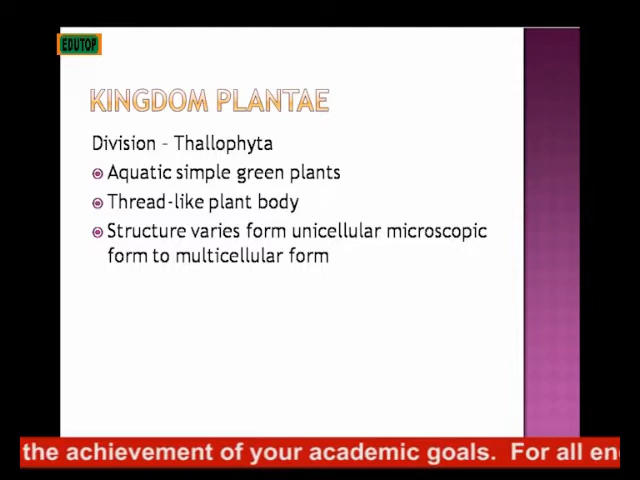 EDUTOP
KINGDOM PLANTAE
Division – Thallophyta
Aquatic simple green plants
Thread-like plant body
Structure varies form unicellular microscopic
form to multicellular form
the achievement of your academic goals. For all